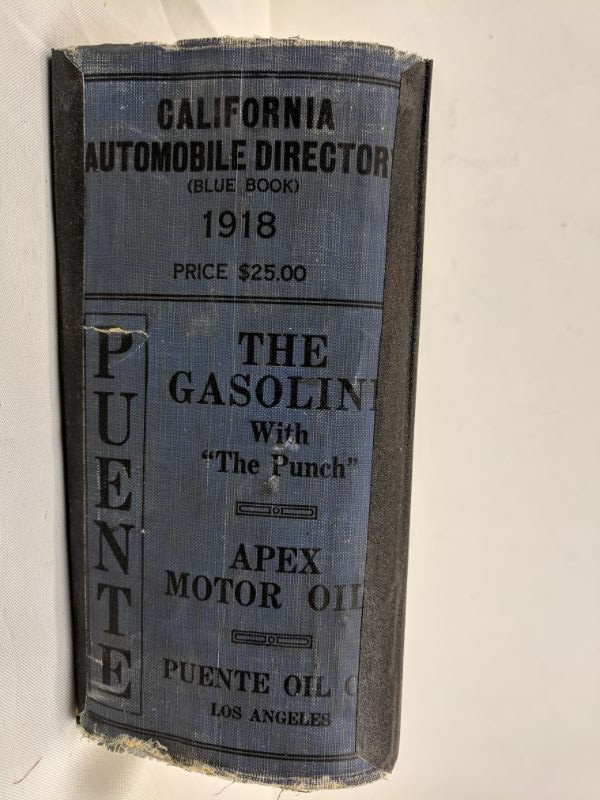 CALIFORNIA
AUTOMOBILE DIRECTOR
(BLUE BOOK)
1918
PRICE $25.00
PUENTE
THE
GASOLIN
With
"The Punch"
APEX
MOTOR OIL
PUENTE OIL C
LOS ANGELES